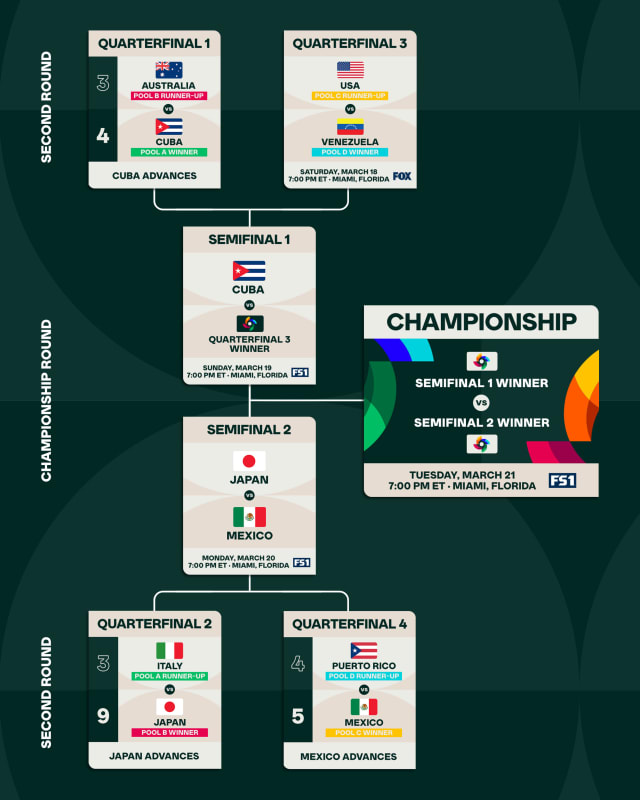 SECOND ROUND
QUARTERFINAL 1
3
AUSTRALIA
POOL B RUNNER-UP
VS
4
CUBA
POOL A WINNER
CUBA ADVANCES
QUARTERFINAL 3
USA
POOL C RUNNER-UP
VS
VENEZUELA
POOL D WINNER
SATURDAY, MARCH 18
7:00 PM ET · MIAMI, FLORIDA FOX
CHAMPIONSHIP ROUND
SEMIFINAL 1
CUBA
VS
QUARTERFINAL 3
WINNER
SUNDAY, MARCH 19
7:00 PM ET · MIAMI, FLORIDA FS1
CHAMPIONSHIP
SEMIFINAL 1 WINNER
VS
SEMIFINAL 2 WINNER
TUESDAY, MARCH 21
7:00 PM ET · MIAMI, FLORIDA FS1
SEMIFINAL 2
JAPAN
VS
MEXICO
MONDAY, MARCH 20
7:00 PM ET · MIAMI, FLORIDA FS1
SECOND ROUND
QUARTERFINAL 2
3
ITALY
POOL A RUNNER-UP
VS
9
JAPAN
POOL B WINNER
JAPAN ADVANCES
QUARTERFINAL 4
4
PUERTO RICO
POOL D RUNNER-UP
VS
5
MEXICO
POOL C WINNER
MEXICO ADVANCES